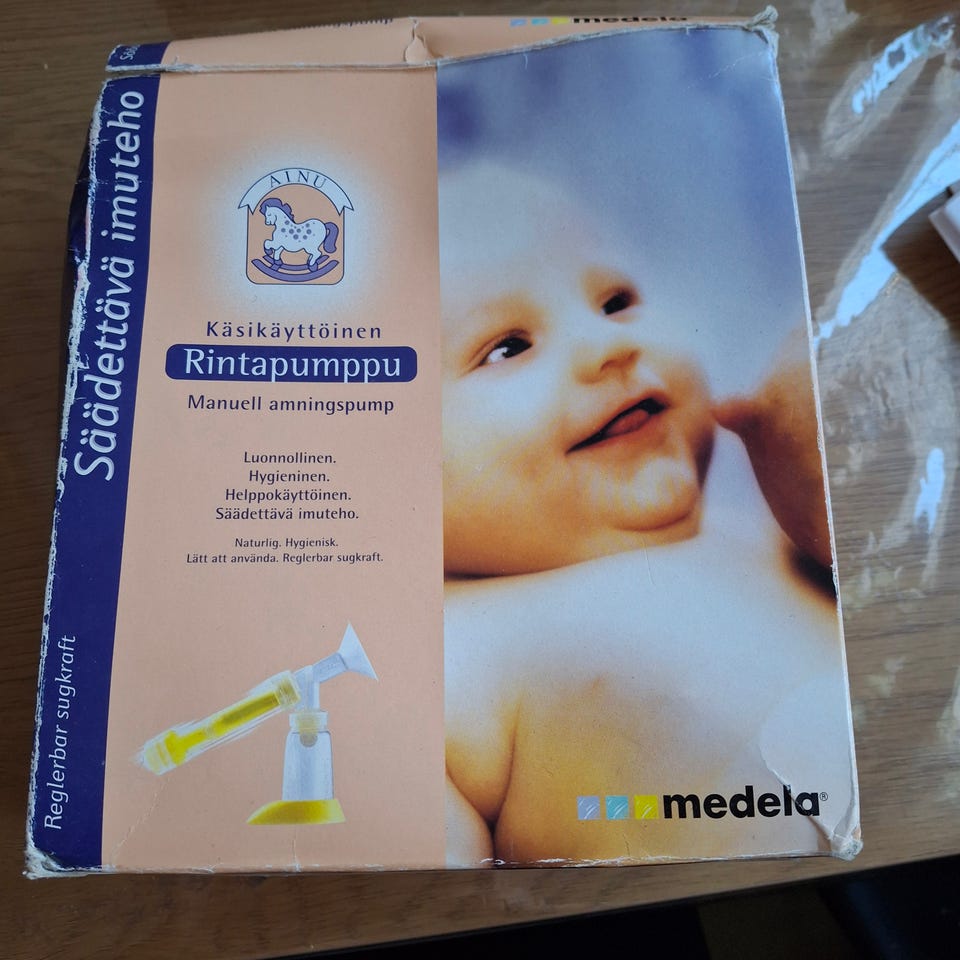 medela
Säädettävä imuteho
Reglerbar sugkraft
AINU
Käsikäyttöinen
Rintapumppu
Manuell amningspump
Luonnollinen.
Hygieninen.
Helppokäyttöinen.
Säädettävä imuteho.
Naturlig. Hygienisk.
Lätt att använda. Reglerbar sugkraft.
medela®